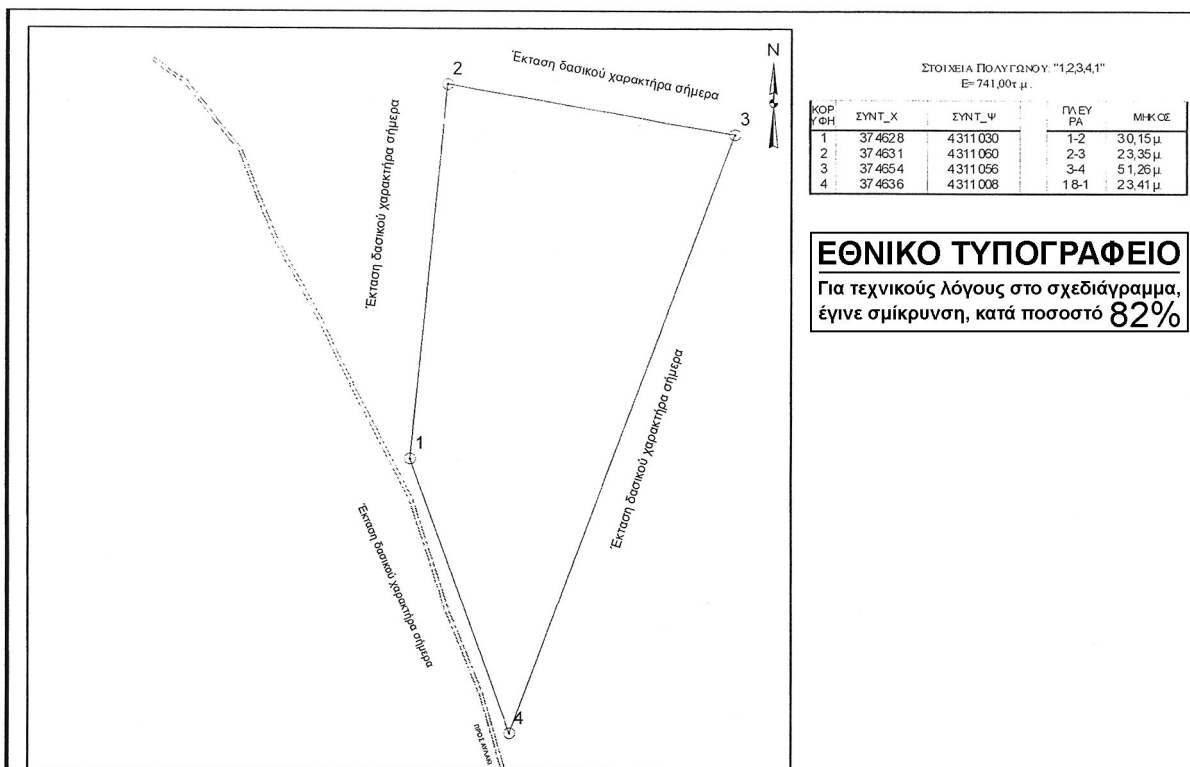 Έκταση δασικού χαρακτήρα σήμερα
2
3
N
Έκταση δασικού χαρακτήρα σήμερα
1
Έκταση δασικού χαρακτήρα σήμερα
Έκταση δασικού χαρακτήρα σήμερα
4
ΠΡΟΣ ΑΥΛΑΚΙ
ΣΤΟΙΧΕΙΑ ΠΟΛΥΓΩΝΟΥ: "1,2,3,4,1"
Ε=741,00τ.μ.
ΚΟΡΥΦΗ ΣΥΝΤ_Χ ΣΥΝΤ_Ψ ΠΛΕΥΡΑ ΜΗΚΟΣ
1 374628 4311030 1-2 30,15μ
2 374631 4311060 2-3 23,35μ
3 374654 4311056 3-4 51,26μ
4 374636 4311008 18-1 23,41μ
ΕΘΝΙΚΟ ΤΥΠΟΓΡΑΦΕΙΟ
Για τεχνικούς λόγους στο σχεδιάγραμμα,
έγινε σμίκρυνση, κατά ποσοστό 82%